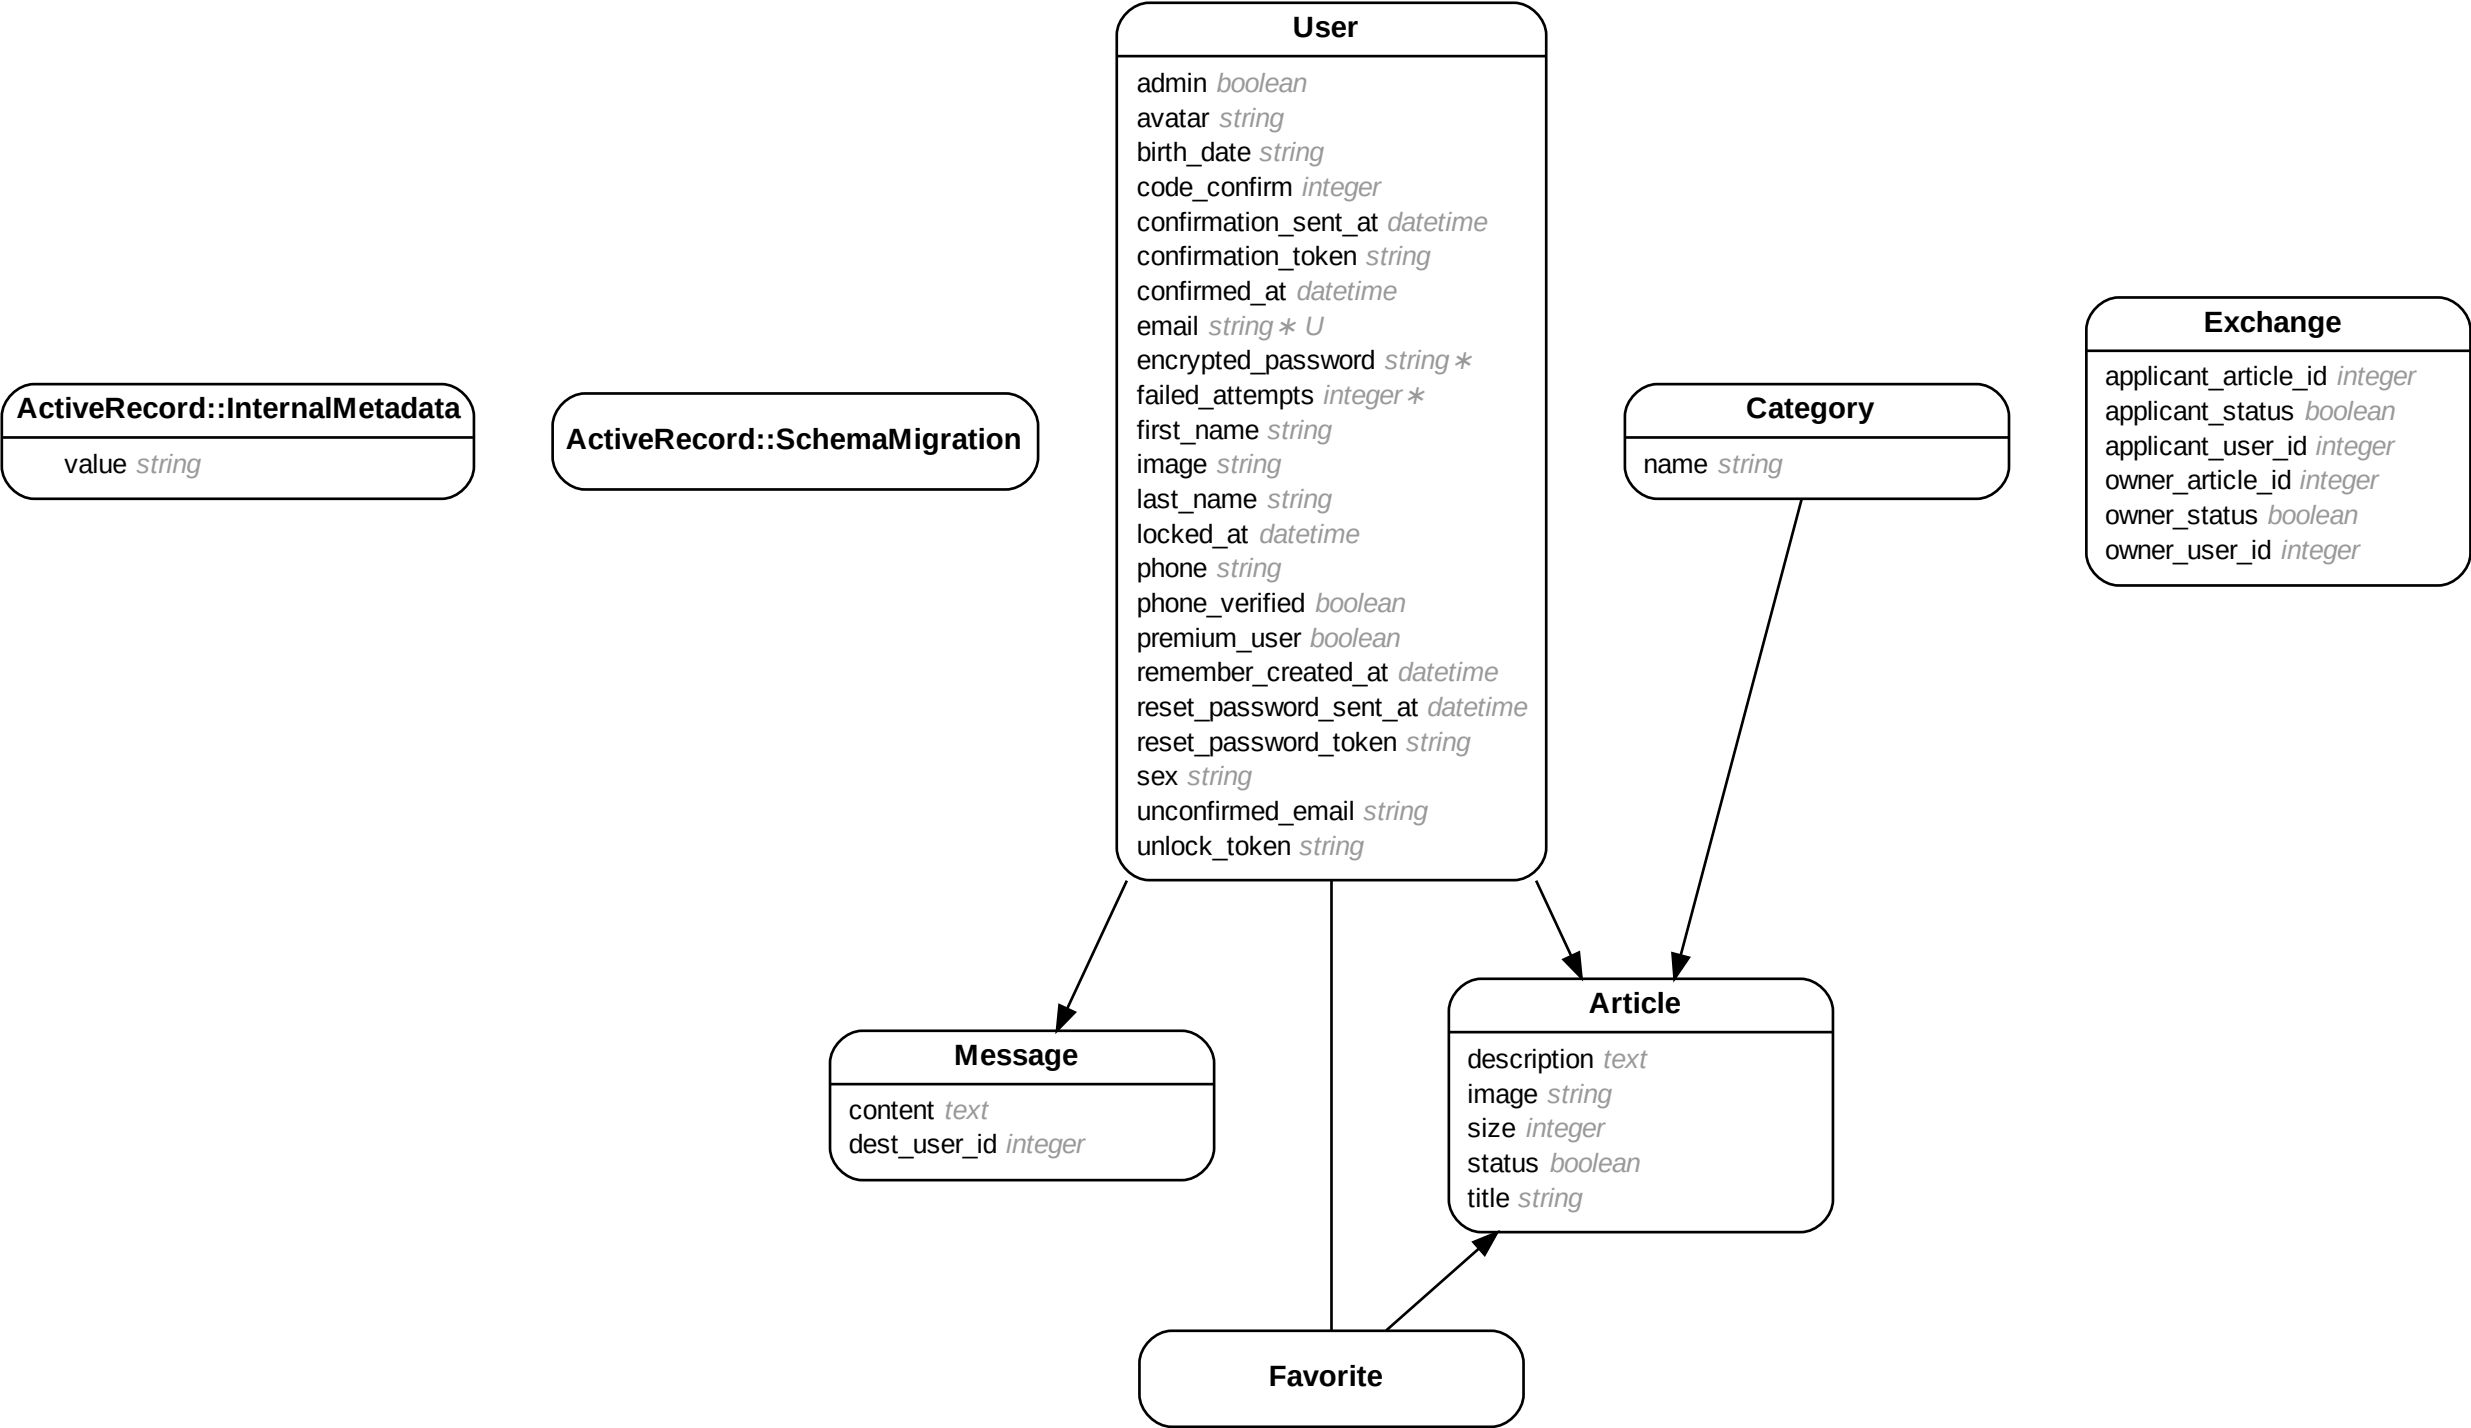 User
admin boolean
avatar string
birth_date string
code_confirm integer
confirmation_sent_at datetime
confirmation_token string
confirmed_at datetime
email string∗ U
encrypted_password string∗
failed_attempts integer∗
first_name string
image string
last_name string
locked_at datetime
phone string
phone_verified boolean
premium_user boolean
remember_created_at datetime
reset_password_sent_at datetime
reset_password_token string
sex string
unconfirmed_email string
unlock_token string
ActiveRecord::InternalMetadata
value string
ActiveRecord::SchemaMigration
Category
name string
Exchange
applicant_article_id integer
applicant_status boolean
applicant_user_id integer
owner_article_id integer
owner_status boolean
owner_user_id integer
Message
content text
dest_user_id integer
Article
description text
image string
size integer
status boolean
title string
Favorite